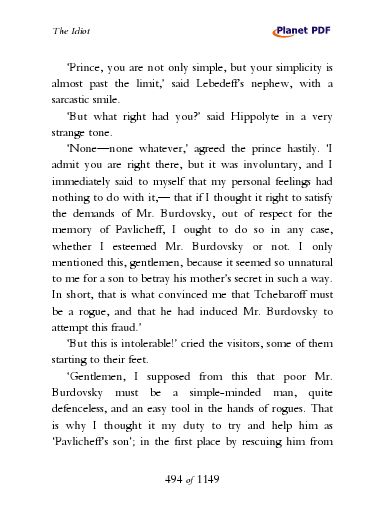 The Idiot
Planet PDF
'Prince, you are not only simple, but your simplicity is
almost past the limit,' said Lebedeff's nephew, with a
sarcastic smile.
'But what right had you?' said Hippolyte in a very
strange tone.
'None—none whatever,' agreed the prince hastily. 'I
admit you are right there, but it was involuntary, and I
immediately said to myself that my personal feelings had
nothing to do with it,— that if I thought it right to satisfy
the demands of Mr. Burdovsky, out of respect for the
memory of Pavlicheff, I ought to do so in any case,
whether I esteemed Mr. Burdovsky or not. I only
mentioned this, gentlemen, because it seemed so unnatural
to me for a son to betray his mother's secret in such a way.
In short, that is what convinced me that Tchebaroff must
be a rogue, and that he had induced Mr. Burdovsky to
attempt this fraud.'
'But this is intolerable!' cried the visitors, some of them
starting to their feet.
'Gentlemen, I supposed from this that poor Mr.
Burdovsky must be a simple-minded man, quite
defenceless, and an easy tool in the hands of rogues. That
is why I thought it my duty to try and help him as
'Pavlicheff's son'; in the first place by rescuing him from
494 of 1149